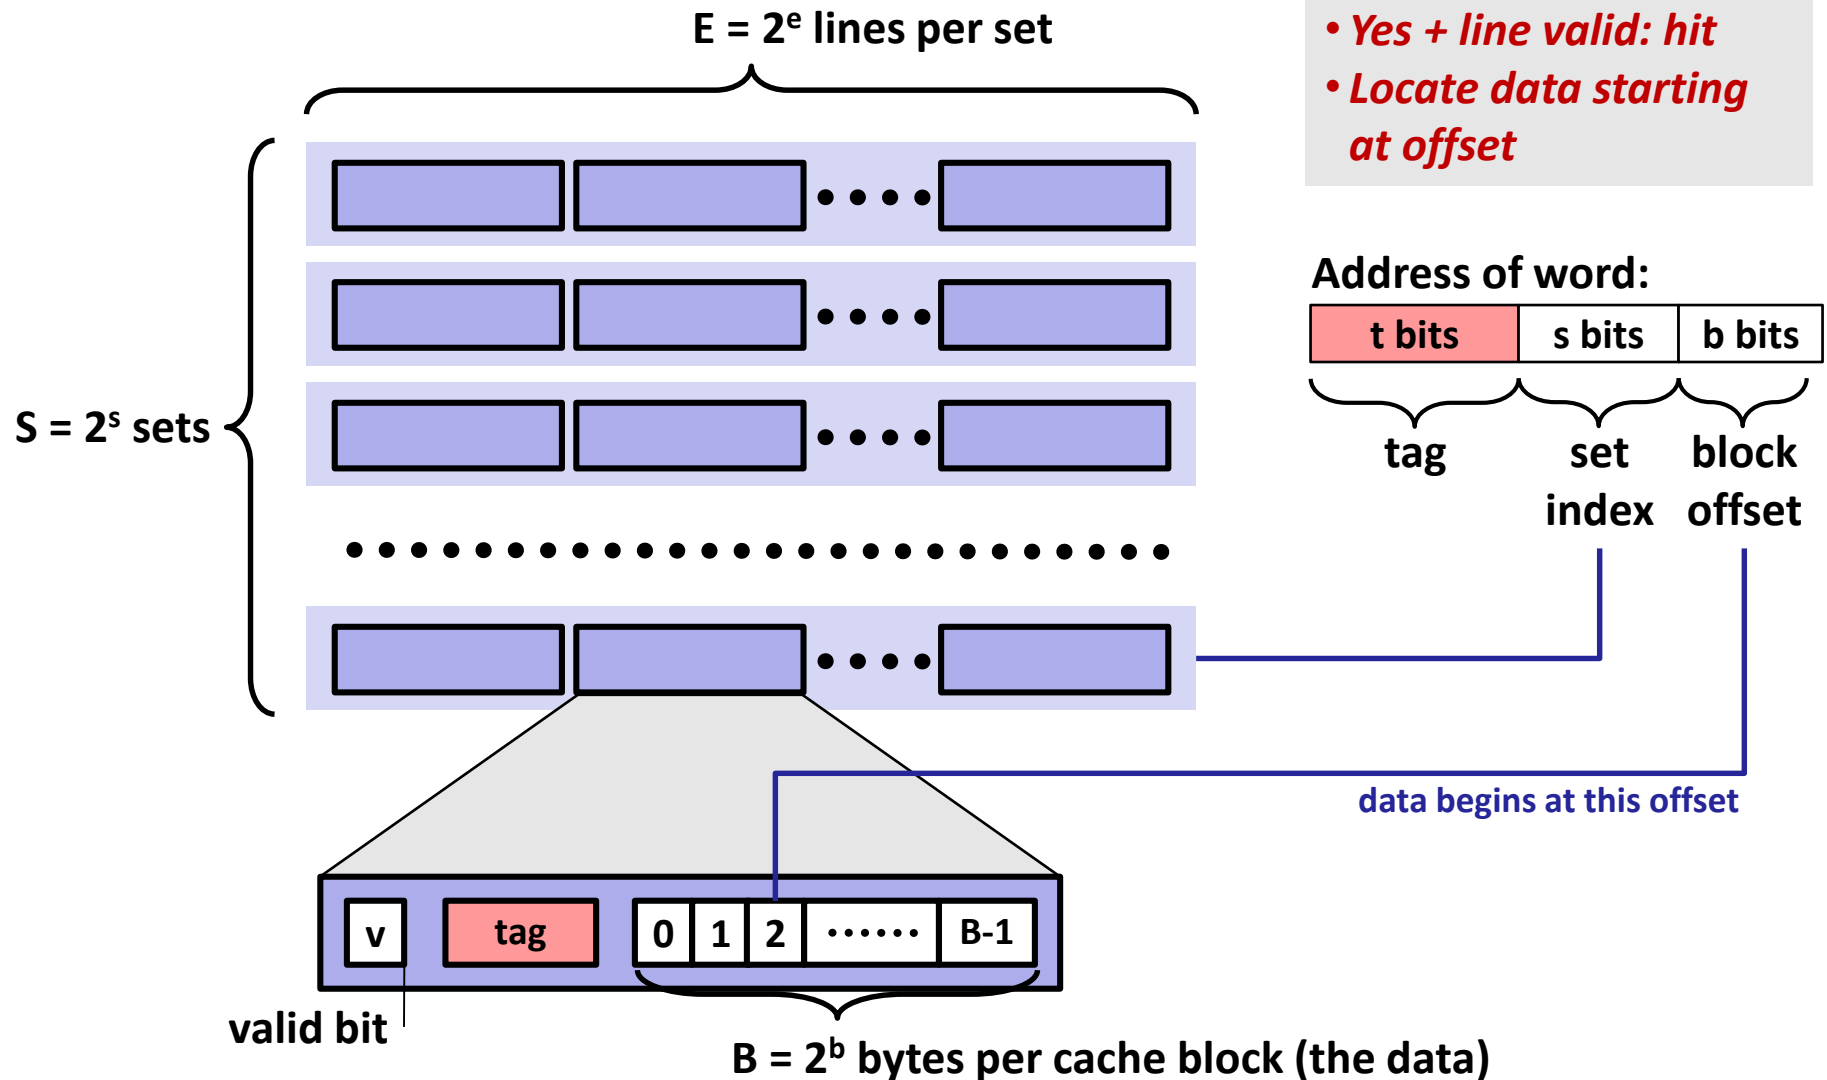 E = 2ᵉ lines per set
• Yes + line valid: hit
• Locate data starting
at offset
Address of word:
t bits s bits b bits
tag set block
index offset
S = 2ˢ sets
data begins at this offset
v tag 0 1 2 •••••• B-1
valid bit
B = 2ᵇ bytes per cache block (the data)